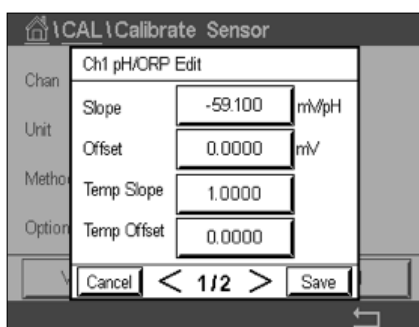 \CAL\Calibrate Sensor
Ch1 pH/ORP Edit
Chan
Slope -59.100 mV/pH
Unit
Offset 0.0000 mV
Temp Slope 1.0000
Option
Temp Offset 0.0000
Cancel < 1/2 > Save